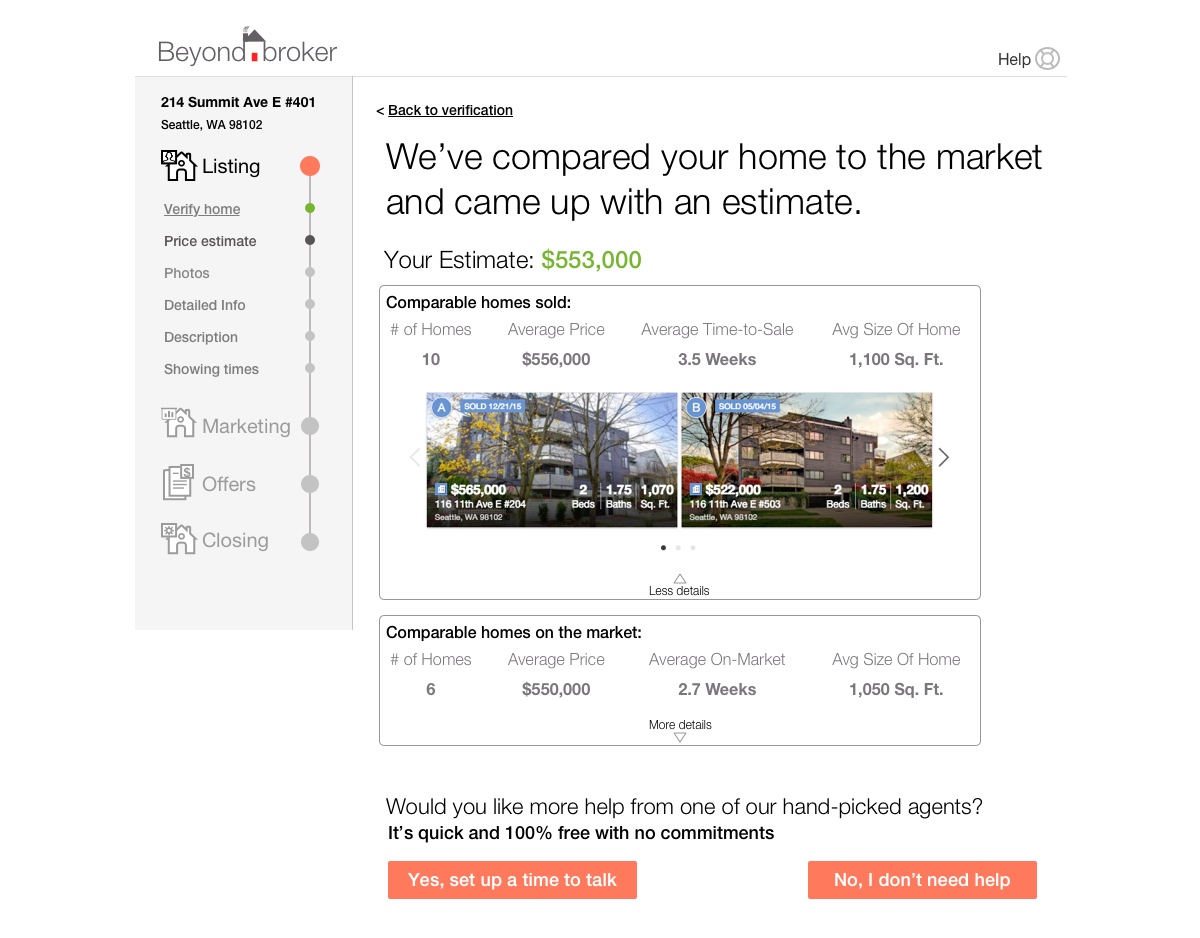 Beyond broker
Help
214 Summit Ave E #401
Seattle, WA 98102
Listing
Verify home
Price estimate
Photos
Detailed Info
Description
Showing times
Marketing
$
Offers
Closing
< Back to verification
We’ve compared your home to the market
and came up with an estimate.
Your Estimate: $553,000
Comparable homes sold:
# of Homes Average Price Average Time-to-Sale Avg Size Of Home
10 $556,000 3.5 Weeks 1,100 Sq. Ft.
A SOLD 12/21/15
$565,000 2 1.75 1,070
116 11th Ave E #204 Beds Baths Sq. Ft.
Seattle, WA 98102
B SOLD 05/04/15
$522,000 2 1.75 1,200
116 11th Ave E #503 Beds Baths Sq. Ft.
Seattle, WA 98102
Less details
Comparable homes on the market:
# of Homes Average Price Average On-Market Avg Size Of Home
6 $550,000 2.7 Weeks 1,050 Sq. Ft.
More details
Would you like more help from one of our hand-picked agents?
It’s quick and 100% free with no commitments
Yes, set up a time to talk
No, I don’t need help